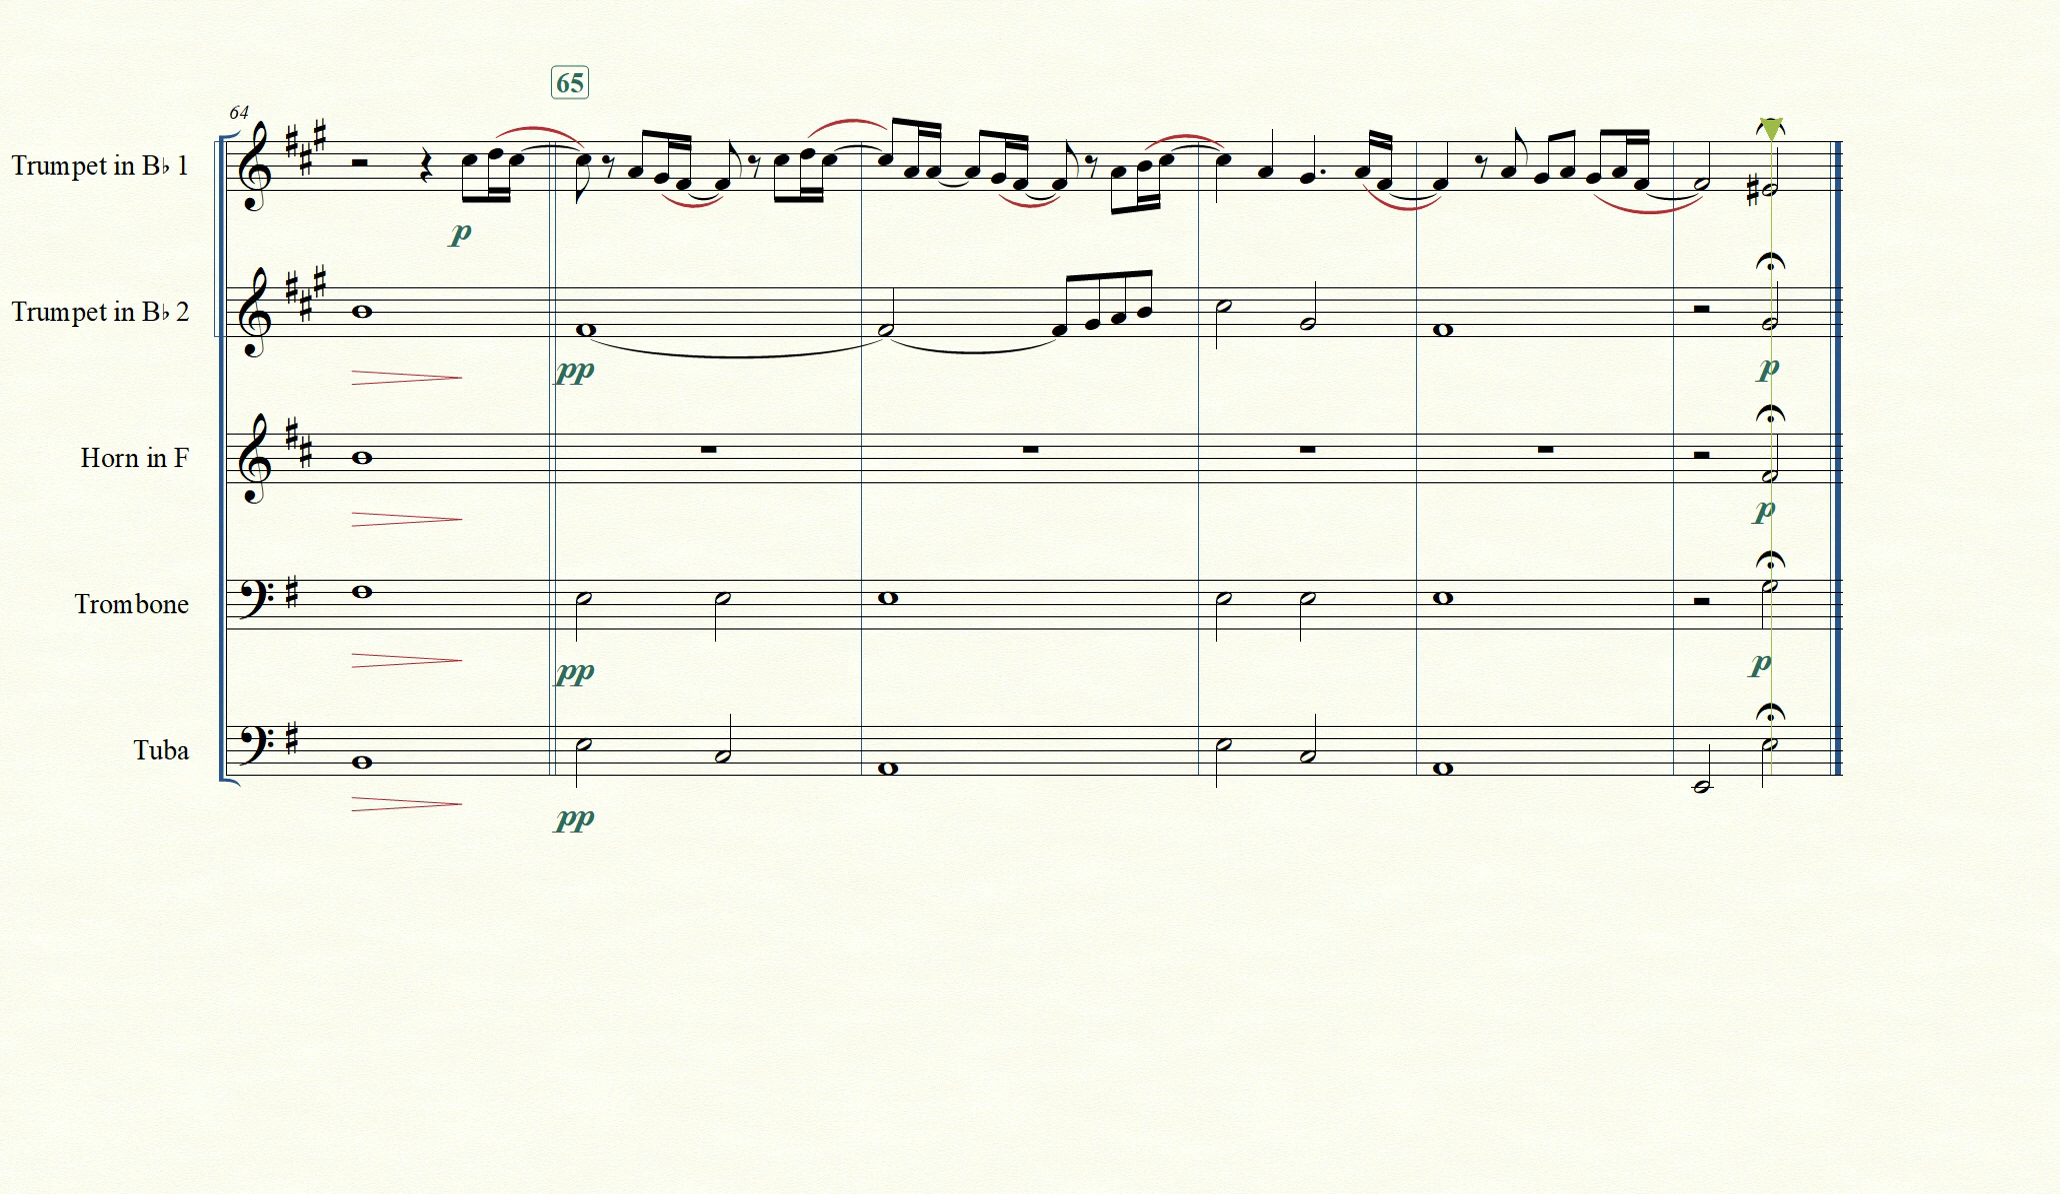 65
64
Trumpet in B♭ 1
p
Trumpet in B♭ 2
pp
p
Horn in F
p
Trombone
pp
p
Tuba
pp